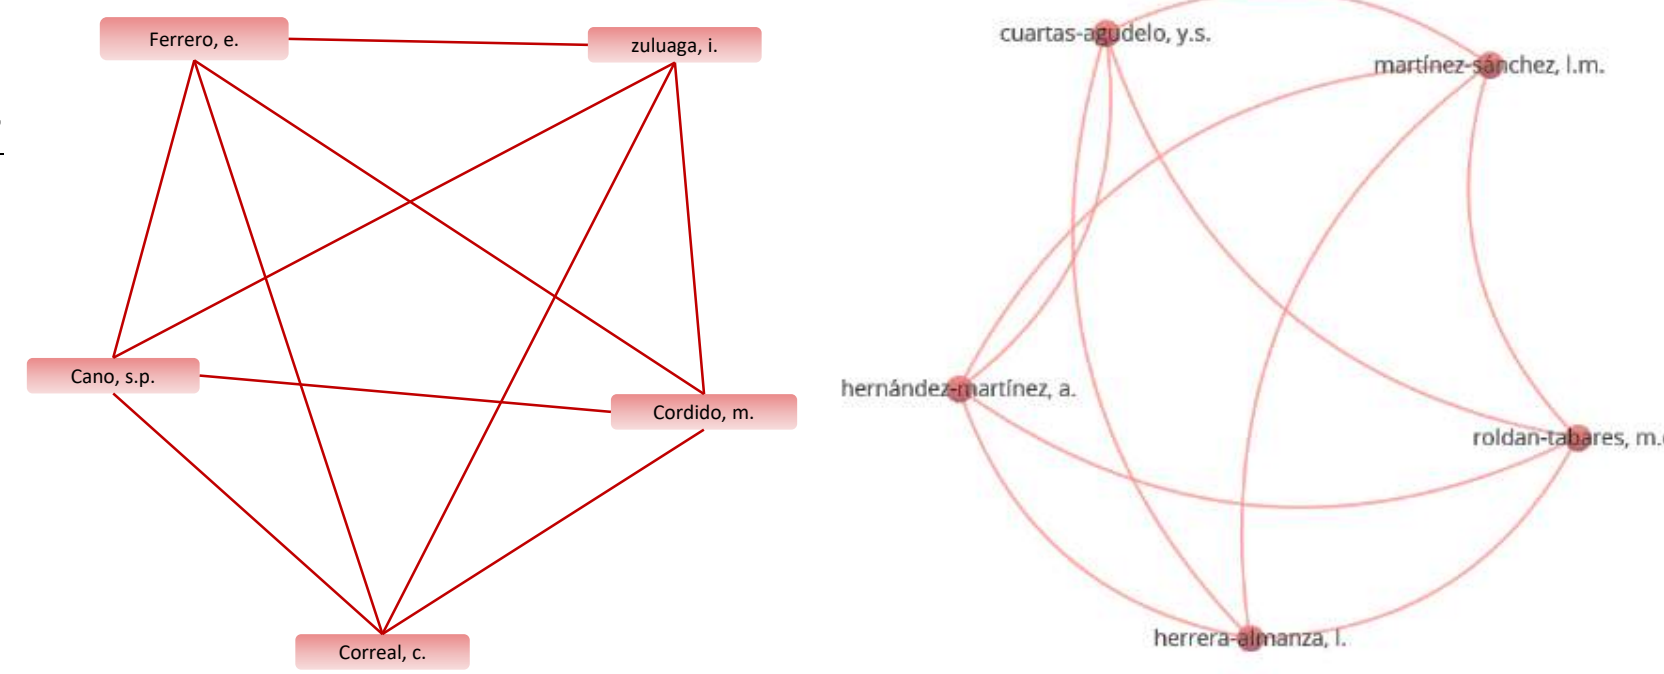 Ferrero, e.
zuluaga, i.
Cano, s.p.
Cordido, m.
Correal, c.
cuartas-agudelo, y.s.
martínez-sánchez, l.m.
hernández-martínez, a.
roldan-tabares, m.
herrera-almanza, l.